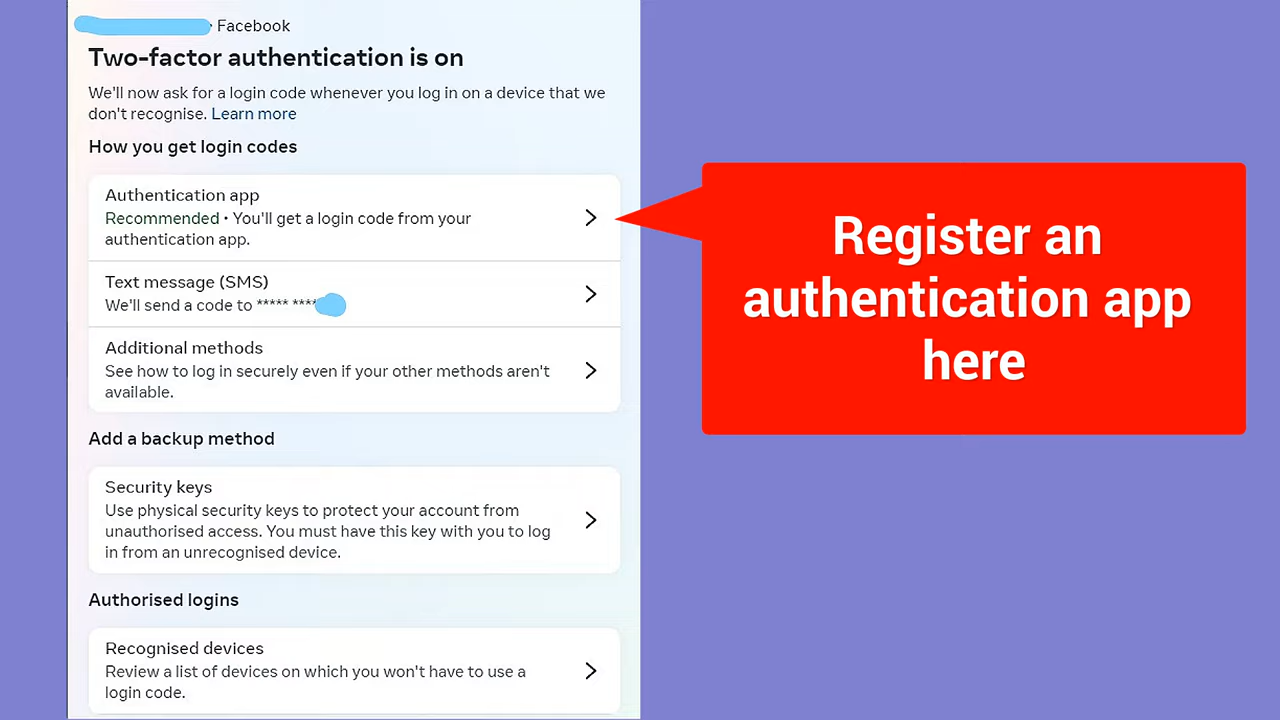 · Facebook
Two-factor authentication is on
We'll now ask for a login code whenever you log in on a device that we
don't recognise. Learn more
How you get login codes
Authentication app
Recommended · You'll get a login code from your
authentication app.
Text message (SMS)
We'll send a code to ***** ****
Additional methods
See how to log in securely even if your other methods aren't
available.
Add a backup method
Security keys
Use physical security keys to protect your account from
unauthorised access. You must have this key with you to log
in from an unrecognised device.
Authorised logins
Recognised devices
Review a list of devices on which you won't have to use a
login code.
Register an
authentication app
here